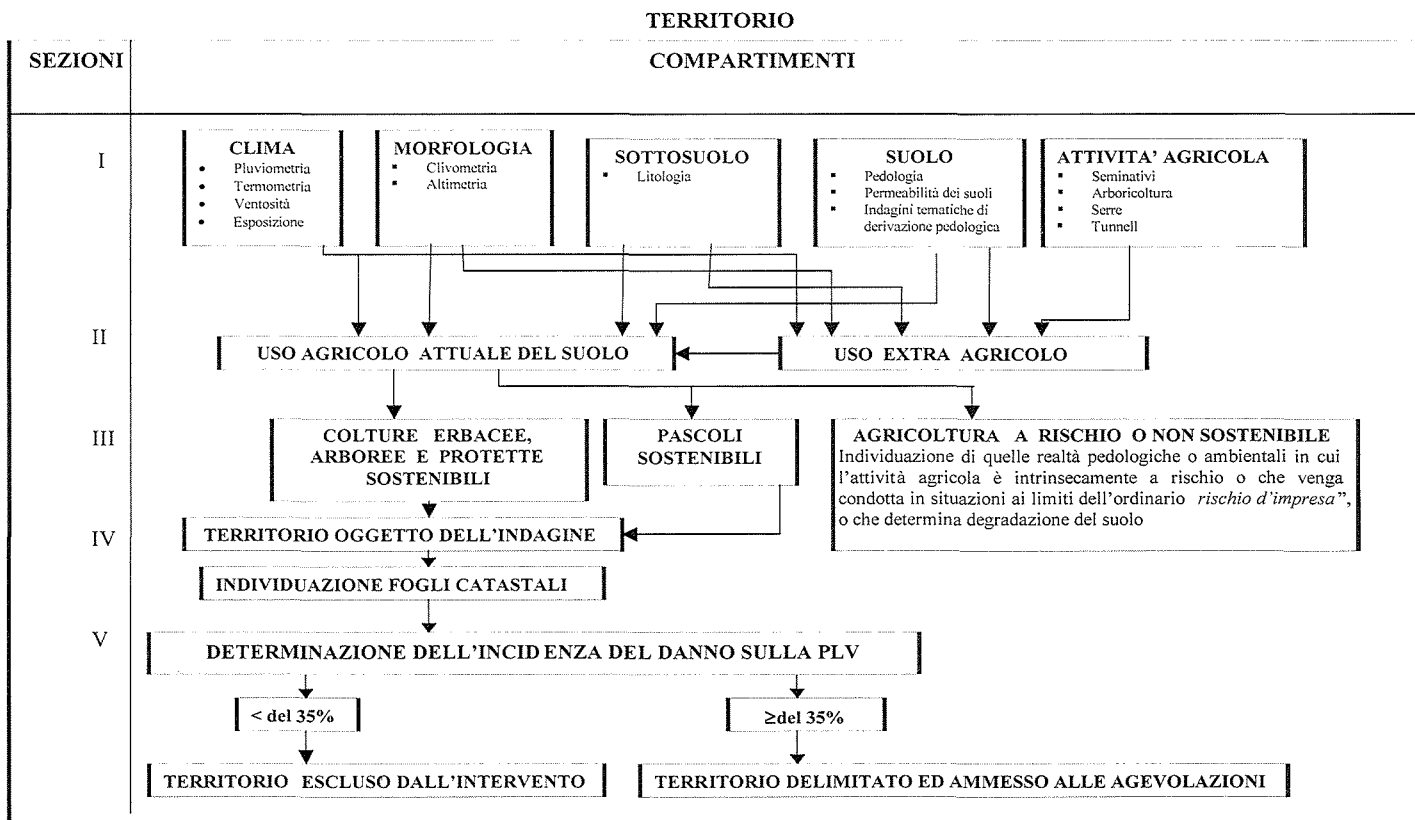 TERRITORIO
SEZIONI
COMPARTIMENTI
I
CLIMA
• Pluviometria
• Termometria
• Ventosità
• Esposizione
MORFOLOGIA
▪ Clivometria
▪ Altimetria
SOTTOSUOLO
▪ Litologia
SUOLO
▪ Pedologia
▪ Permeabilità dei suoli
▪ Indagini tematiche di
derivazione pedologica
ATTIVITA' AGRICOLA
▪ Seminativi
▪ Arboricoltura
▪ Serre
▪ Tunnell
II
USO AGRICOLO ATTUALE DEL SUOLO
USO EXTRA AGRICOLO
III
COLTURE ERBACEE,
ARBOREE E PROTETTE
SOSTENIBILI
PASCOLI
SOSTENIBILI
AGRICOLTURA A RISCHIO O NON SOSTENIBILE
Individuazione di quelle realtà pedologiche o ambientali in cui
l'attività agricola è intrinsecamente a rischio o che venga
condotta in situazioni ai limiti dell'ordinario rischio d'impresa",
o che determina degradazione del suolo
IV
TERRITORIO OGGETTO DELL'INDAGINE
INDIVIDUAZIONE FOGLI CATASTALI
V
DETERMINAZIONE DELL'INCIDENZA DEL DANNO SULLA PLV
< del 35%
≥del 35%
TERRITORIO ESCLUSO DALL'INTERVENTO
TERRITORIO DELIMITATO ED AMMESSO ALLE AGEVOLAZIONI